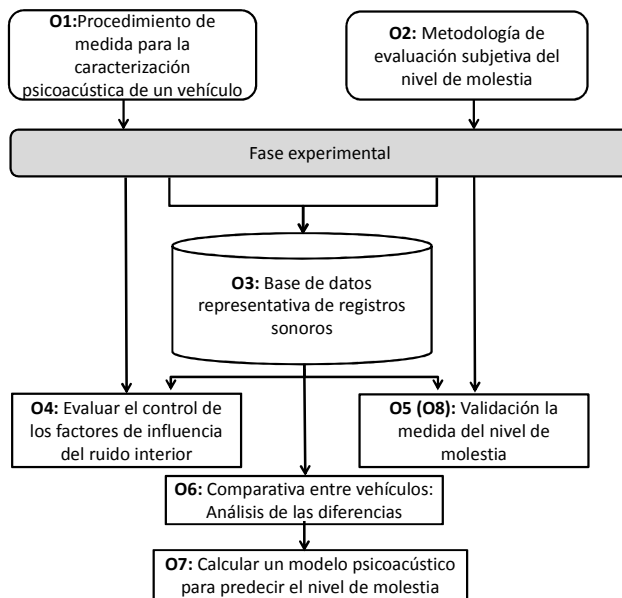 O1:Procedimiento de
medida para la
caracterización
psicoacústica de un vehículo
O2: Metodología de
evaluación subjetiva del
nivel de molestia
Fase experimental
O3: Base de datos
representativa de registros
sonoros
O4: Evaluar el control de
los factores de influencia
del ruido interior
O5 (O8): Validación la
medida del nivel de
molestia
O6: Comparativa entre vehículos:
Análisis de las diferencias
O7: Calcular un modelo psicoacústico
para predecir el nivel de molestia